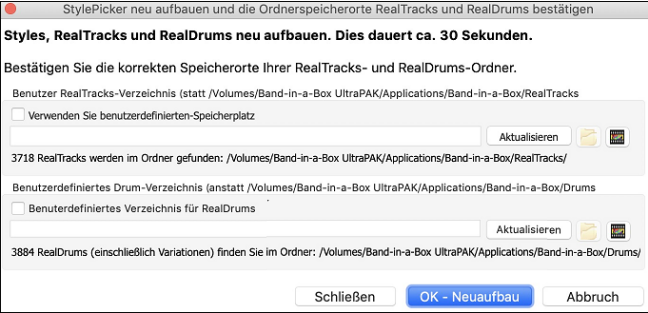 StylePicker neu aufbauen und die Ordnerspeicherorte RealTracks und RealDrums bestätigen
Styles, RealTracks und RealDrums neu aufbauen. Dies dauert ca. 30 Sekunden.
Bestätigen Sie die korrekten Speicherorte Ihrer RealTracks- und RealDrums-Ordner.
Benutzer RealTracks-Verzeichnis (statt /Volumes/Band-in-a-Box UltraPAK/Applications/Band-in-a-Box/RealTracks
Verwenden Sie benutzerdefinierten-Speicherplatz
Aktualisieren
3718 RealTracks werden im Ordner gefunden: /Volumes/Band-in-a-Box UltraPAK/Applications/Band-in-a-Box/RealTracks/
Benutzerdefiniertes Drum-Verzeichnis (anstatt /Volumes/Band-in-a-Box UltraPAK/Applications/Band-in-a-Box/Drums
Benuterdefiniertes Verzeichnis für RealDrums
Aktualisieren
3884 RealDrums (einschließlich Variationen) finden Sie im Ordner: /Volumes/Band-in-a-Box UltraPAK/Applications/Band-in-a-Box/Drums/
Schließen OK - Neuaufbau Abbruch